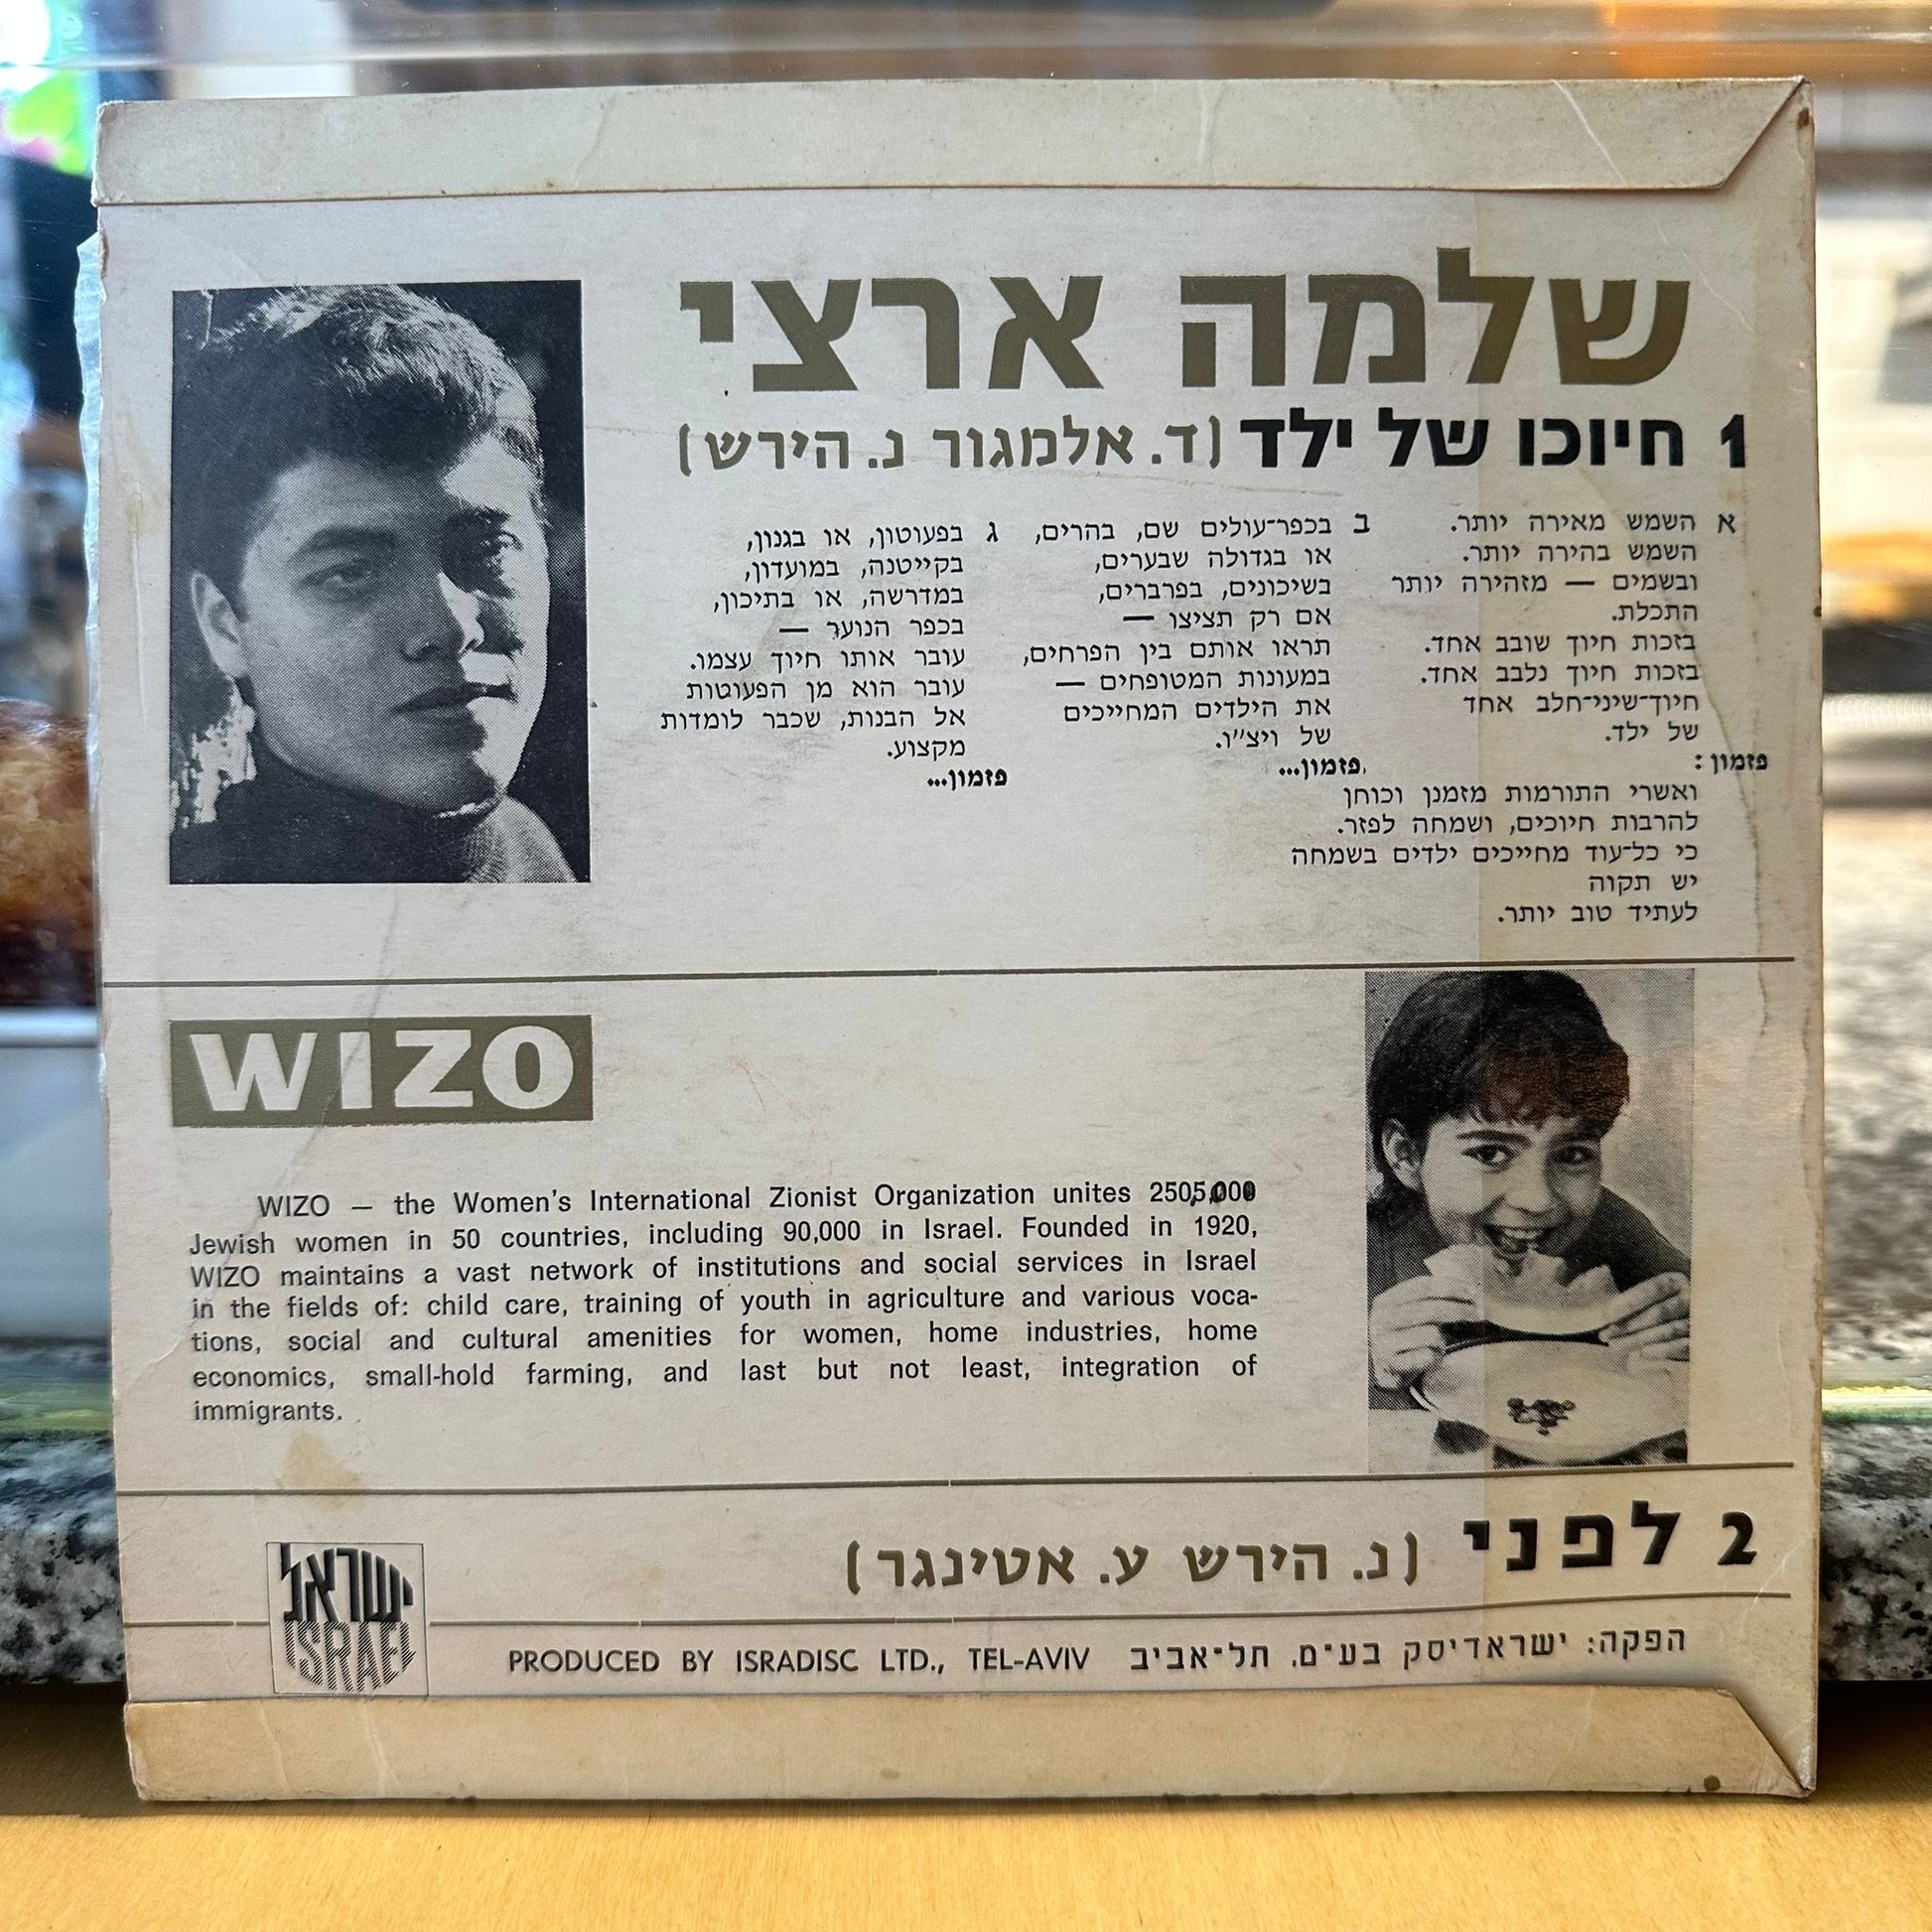 שלמה ארצי
1 חיוכו של ילד (ד. אלמגור נ. הירש)
א השמש מאירה יותר.
השמש בהירה יותר.
ובשמים — מזהירה יותר
התכלת.
בזכות חיוך שובב אחד.
בזכות חיוך נלבב אחד.
חיוך־שיני־חלב אחד
של ילד.
פזמון:
ואשרי התורמות מזמנן וכוחן
להרבות חיוכים, ושמחה לפזר.
כי כל־עוד מחייכים ילדים בשמחה
יש תקוה
לעתיד טוב יותר.
ב בכפר־עולים שם, בהרים,
או בגדולה שבערים,
בשיכונים, בפרברים,
אם רק תציצו —
תראו אותם בין הפרחים,
במעונות המטופחים —
את הילדים המחייכים
של ויצ״ו.
פזמון...
ג בפעוטון, או בגנון,
בקייטנה, במועדון,
במדרשה, או בתיכון,
בכפר הנוער —
עובר אותו חיוך עצמו.
עובר הוא מן הפעוטות
אל הבנות, שכבר לומדות
מקצוע.
פזמון...
WIZO
WIZO — the Women's International Zionist Organization unites 250,000
Jewish women in 50 countries, including 90,000 in Israel. Founded in 1920,
WIZO maintains a vast network of institutions and social services in Israel
in the fields of: child care, training of youth in agriculture and various voca-
tions, social and cultural amenities for women, home industries, home
economics, small-hold farming, and last but not least, integration of
immigrants.
2 לפני (נ. הירש ע. אטינגר)
ישראל
ISRAEL
PRODUCED BY ISRADISC LTD., TEL-AVIV הפקה: ישראדיסק בע"מ. תל־אביב